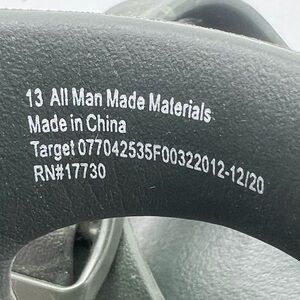 13 All Man Made Materials
Made in China
Target 077042535F00322012-12/20
RN#17730